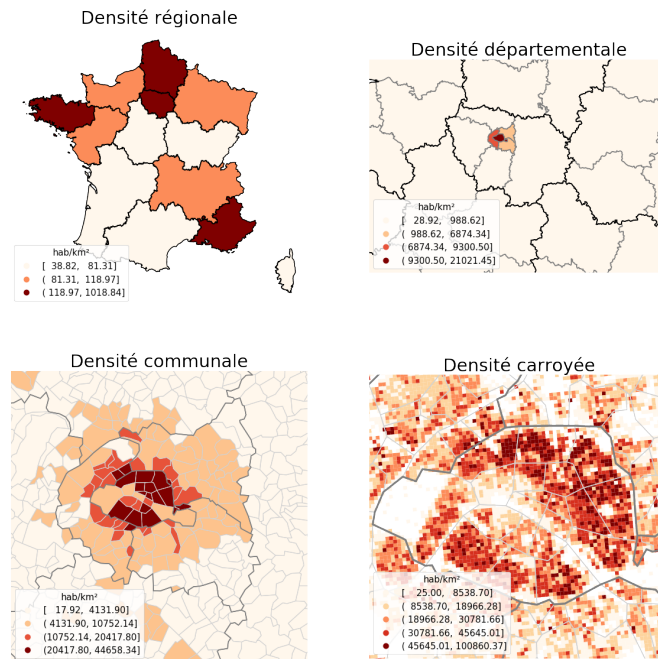 Densité régionale
hab/km²
[ 38.82, 81.31]
( 81.31, 118.97]
( 118.97, 1018.84]
Densité départementale
hab/km²
[ 28.92, 988.62]
( 988.62, 6874.34]
( 6874.34, 9300.50]
( 9300.50, 21021.45]
Densité communale
hab/km²
[ 17.92, 4131.90]
( 4131.90, 10752.14]
(10752.14, 20417.80]
(20417.80, 44658.34]
Densité carroyée
hab/km²
[ 25.00, 8538.70]
( 8538.70, 18966.28]
( 18966.28, 30781.66]
( 30781.66, 45645.01]
( 45645.01, 100860.37]